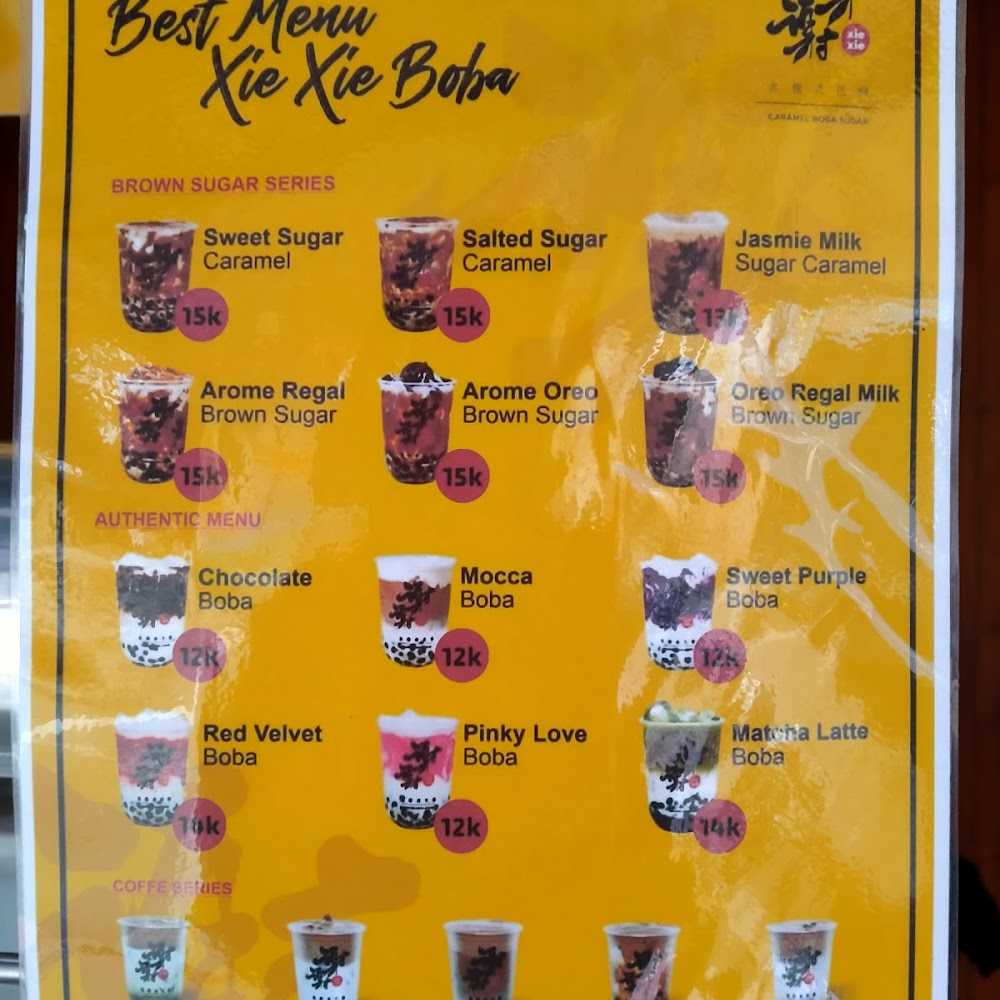 Best Menu
Xie Xie Boba
xie
xie
CARAMEL BOBA SUGAR
BROWN SUGAR SERIES
Sweet Sugar
Caramel
15k
Salted Sugar
Caramel
15k
Jasmie Milk
Sugar Caramel
13k
Arome Regal
Brown Sugar
15k
Arome Oreo
Brown Sugar
15k
Oreo Regal Milk
Brown Sugar
15k
AUTHENTIC MENU
Chocolate
Boba
12k
Mocca
Boba
12k
Sweet Purple
Boba
12k
Red Velvet
Boba
Pinky Love
Boba
12k
Matcha Latte
Boba
14k
COFFE SERIES